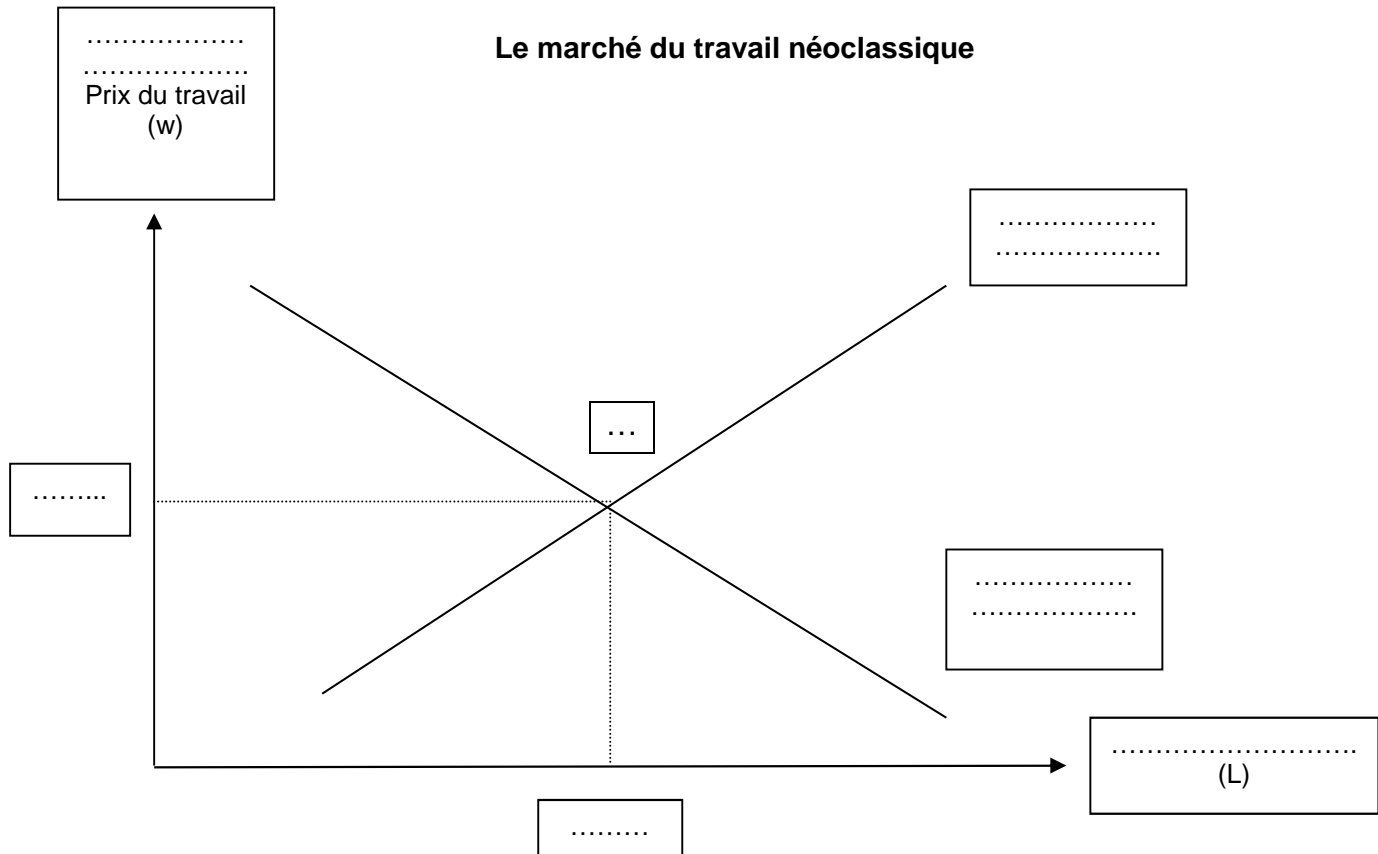 ………………
……………….
Prix du travail
(w)
Le marché du travail néoclassique
………………
……………….
…
……...
………………
……………….
……………………….
(L)
………